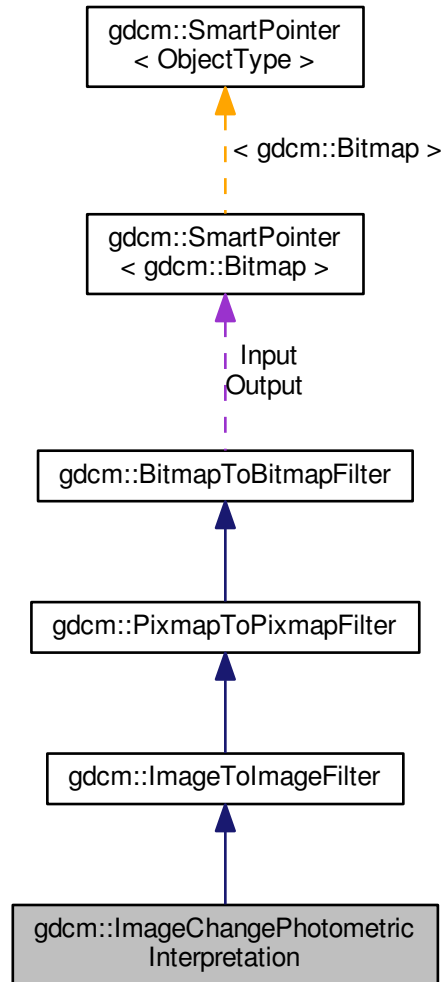 gdcm::SmartPointer
< ObjectType >
< gdcm::Bitmap >
gdcm::SmartPointer
< gdcm::Bitmap >
Input
Output
gdcm::BitmapToBitmapFilter
gdcm::PixmapToPixmapFilter
gdcm::ImageToImageFilter
gdcm::ImageChangePhotometric
Interpretation